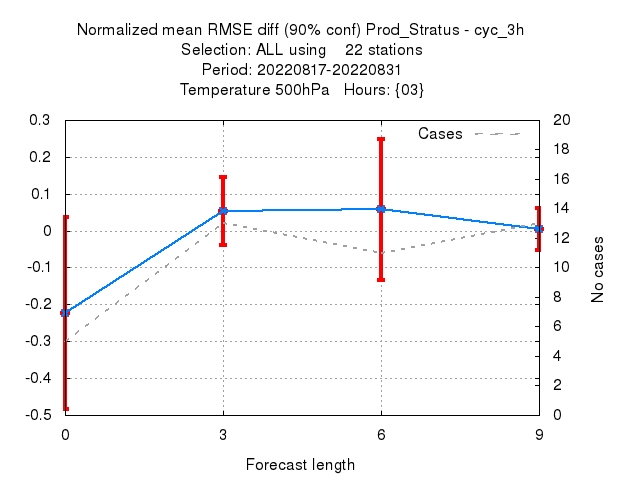 Normalized mean RMSE diff (90% conf) Prod_Stratus - cyc_3h
Selection: ALL using    22 stations
Period: 20220817-20220831
Temperature 500hPa   Hours: {03}
0.3
0.2
0.1
0
-0.1
-0.2
-0.3
-0.4
-0.5
Cases
20
18
16
14
12
10
8
6
4
2
0
No cases
0 3 6 9
Forecast length